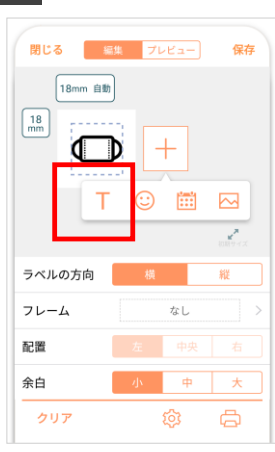 閉じる 編集 プレビュー 保存
18mm 自動
18
mm
T
ラベルの方向 横 縦
フレーム なし
配置 左 中央 右
余白 小 中 大
クリア